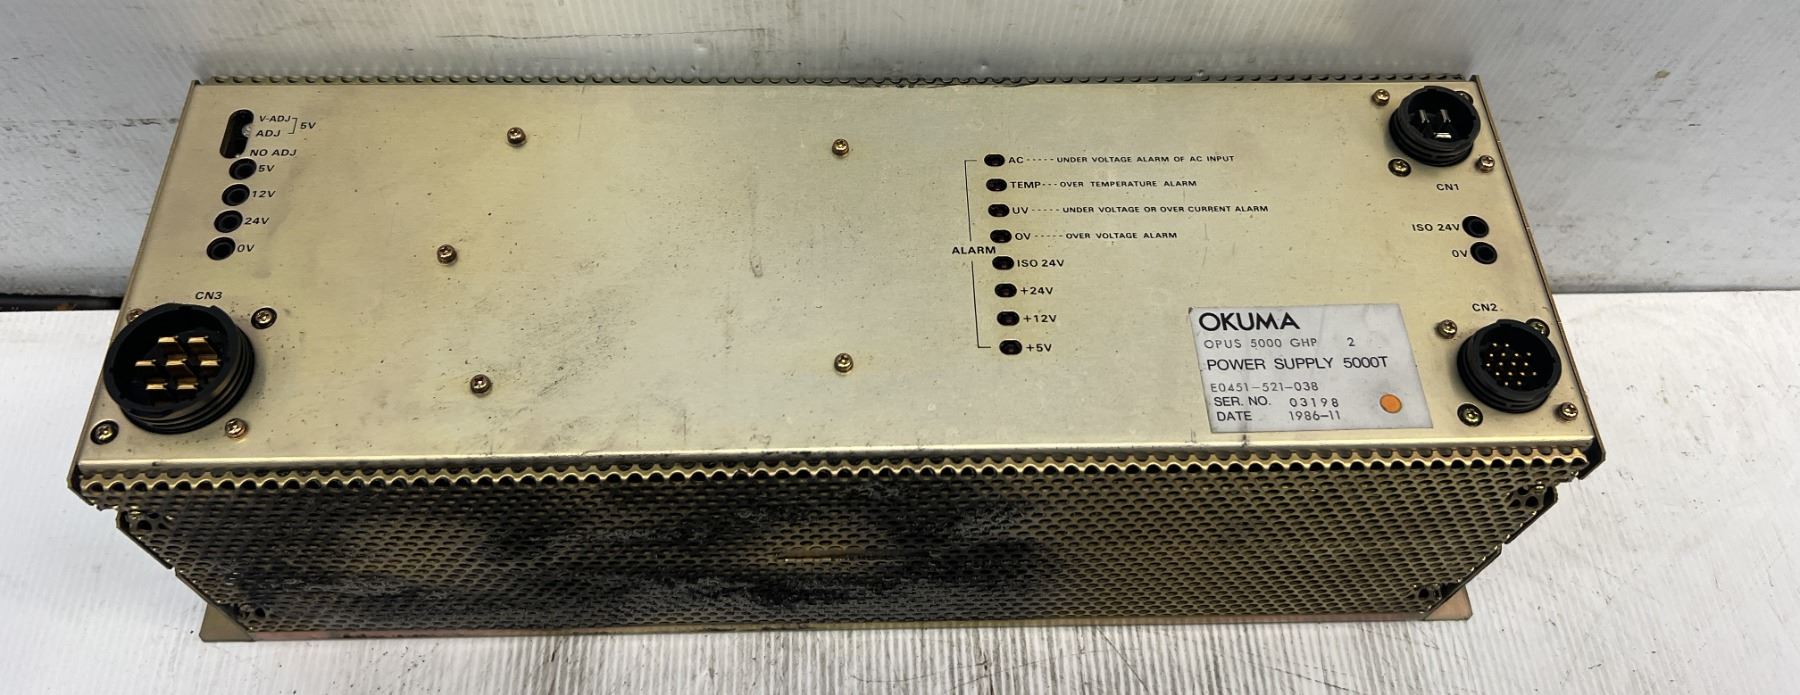 V-ADJ
ADJ
5V
NO ADJ
5V
12V
24V
0V
CN3
ALARM
AC ----- UNDER VOLTAGE ALARM OF AC INPUT
TEMP--- OVER TEMPERATURE ALARM
UV ----- UNDER VOLTAGE OR OVER CURRENT ALARM
OV ----- OVER VOLTAGE ALARM
ISO 24V
+24V
+12V
+5V
CN1
ISO 24V
0V
CN2
OKUMA
OPUS 5000 GHP 2
POWER SUPPLY 5000T
E0451-521-038
SER. NO. 03198
DATE 1986-11